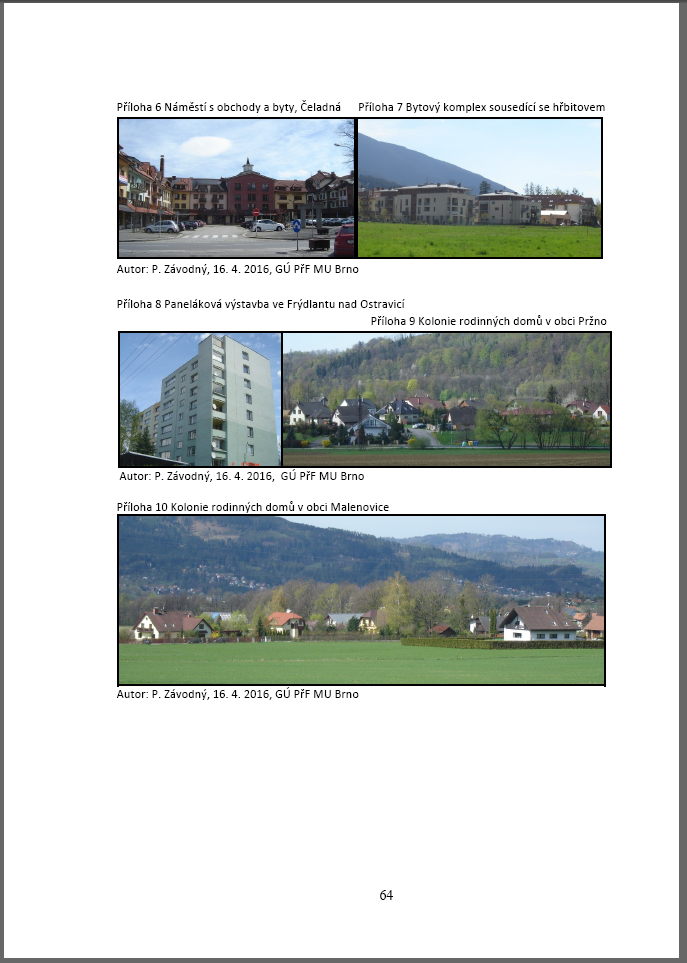 Příloha 6 Náměstí s obchody a byty, Čeladná
Příloha 7 Bytový komplex sousedící se hřbitovem
Autor: P. Závodný, 16. 4. 2016, GÚ PřF MU Brno
Příloha 8 Paneláková výstavba ve Frýdlantu nad Ostravicí
Příloha 9 Kolonie rodinných domů v obci Pržno
Autor: P. Závodný, 16. 4. 2016, GÚ PřF MU Brno
Příloha 10 Kolonie rodinných domů v obci Malenovice
Autor: P. Závodný, 16. 4. 2016, GÚ PřF MU Brno
64